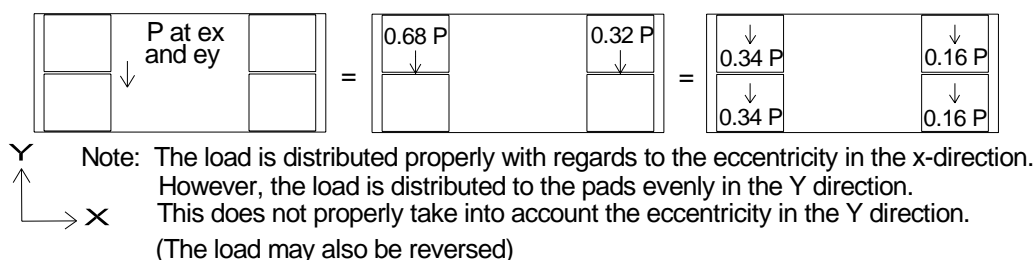 P at ex
and ey
=
0.68 P
0.32 P
=
0.34 P
0.16 P
0.34 P
0.16 P
Y
X
Note: The load is distributed properly with regards to the eccentricity in the x-direction.
However, the load is distributed to the pads evenly in the Y direction.
This does not properly take into account the eccentricity in the Y direction.
(The load may also be reversed)